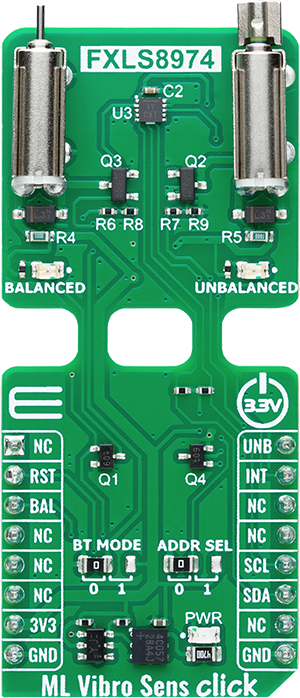 FXLS8974
C2
U3
Q3 Q2
R6 R8 R7 R9
R4 R5
BALANCED UNBALANCED
3.3V
NC UNB
RST INT
BAL NC
NC NC
NC SCL
NC SDA
3V3 NC
GND GND
Q1 Q4
BT MODE ADDR SEL
0 0
0 1 0 1
PWR
ML Vibro Sens click